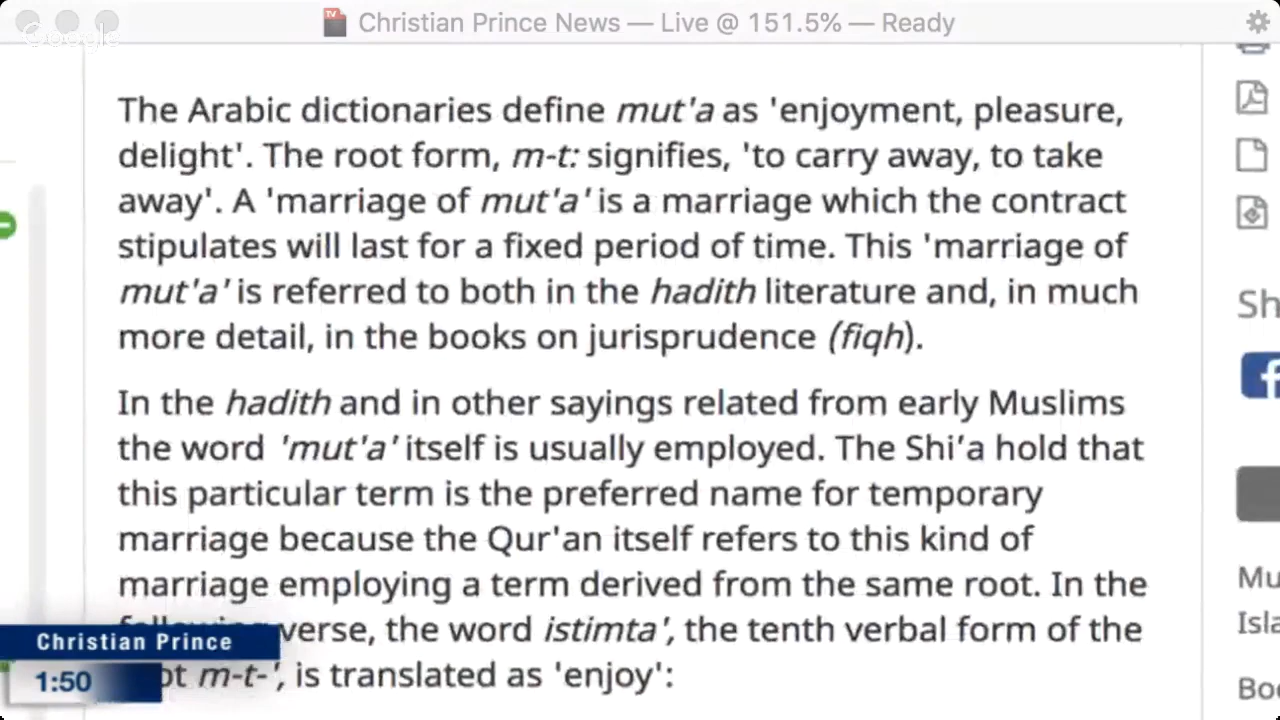 Christian Prince News — Live @ 151.5% — Ready
Google
The Arabic dictionaries define mut'a as 'enjoyment, pleasure,
delight'. The root form, m-t: signifies, 'to carry away, to take
away'. A 'marriage of mut'a' is a marriage which the contract
stipulates will last for a fixed period of time. This 'marriage of
mut'a' is referred to both in the hadith literature and, in much
more detail, in the books on jurisprudence (fiqh).
Sh
In the hadith and in other sayings related from early Muslims
the word 'mut'a' itself is usually employed. The Shi’a hold that
this particular term is the preferred name for temporary
marriage because the Qur'an itself refers to this kind of
marriage employing a term derived from the same root. In the
following verse, the word istimta', the tenth verbal form of the
ot m-t-', is translated as 'enjoy':
Mu
Isla
Boo
Christian Prince
1:50